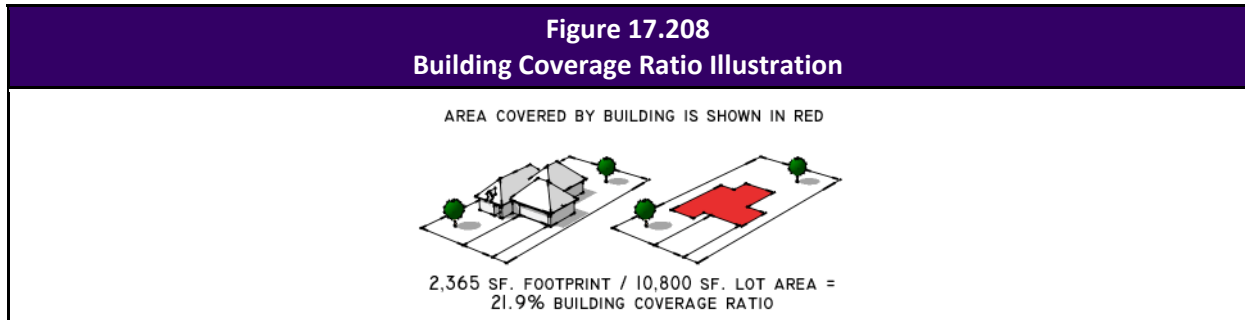 Figure 17.208
Building Coverage Ratio Illustration
AREA COVERED BY BUILDING IS SHOWN IN RED
2,365 SF. FOOTPRINT / 10,800 SF. LOT AREA =
21.9% BUILDING COVERAGE RATIO